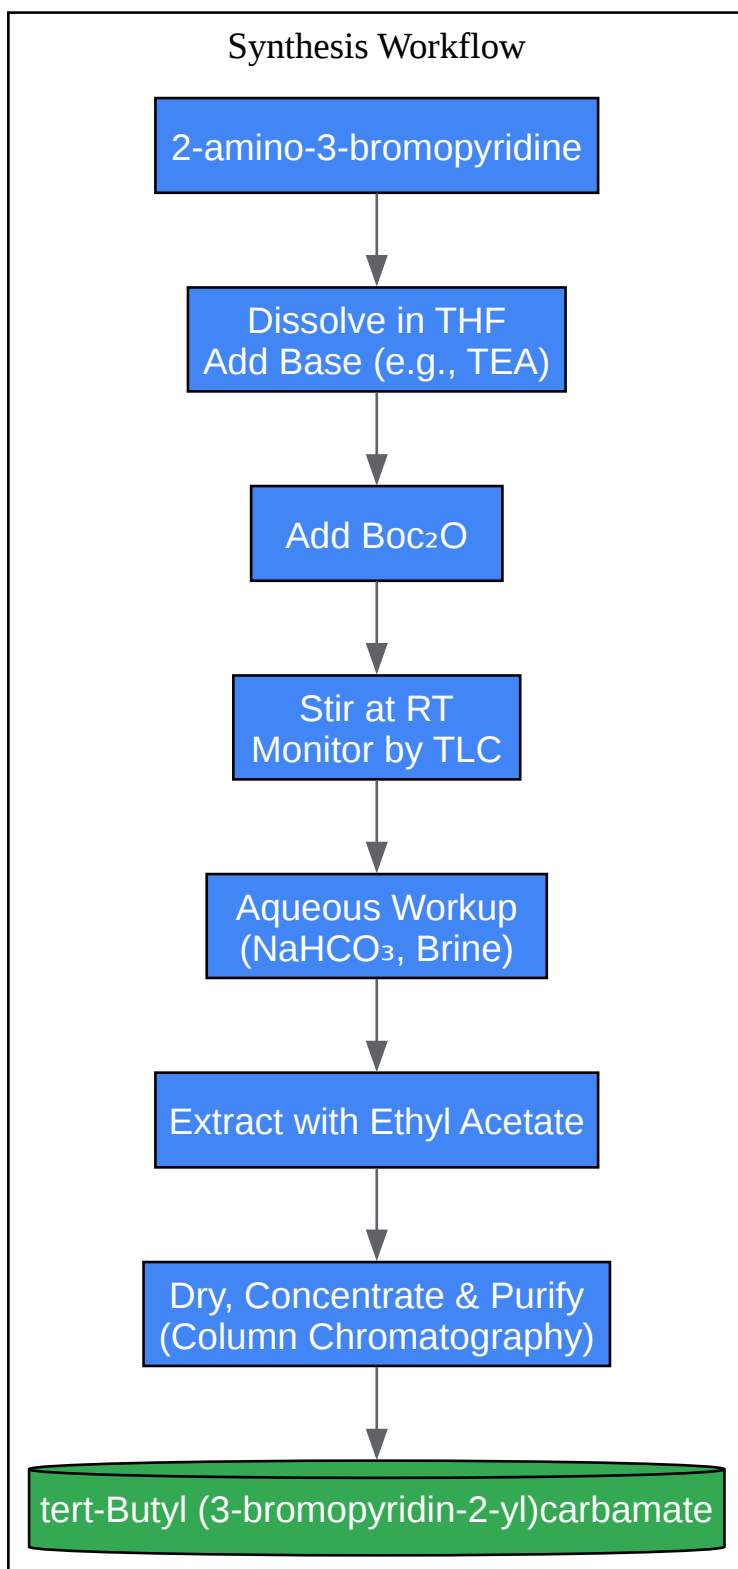 Synthesis Workflow
2-amino-3-bromopyridine
Dissolve in THF
Add Base (e.g., TEA)
Add Boc₂O
Stir at RT
Monitor by TLC
Aqueous Workup
(NaHCO₃, Brine)
Extract with Ethyl Acetate
Dry, Concentrate & Purify
(Column Chromatography)
tert-Butyl (3-bromopyridin-2-yl)carbamate